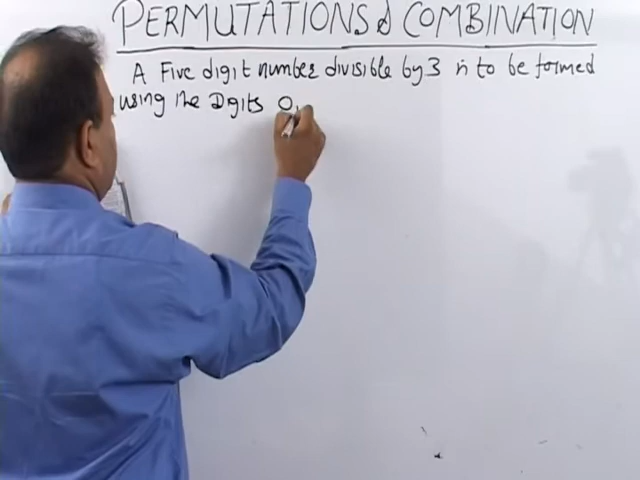 PERMUTATIONS & COMBINATION
A Five digit number divisible by 3 is to be formed
using the Digits 0,